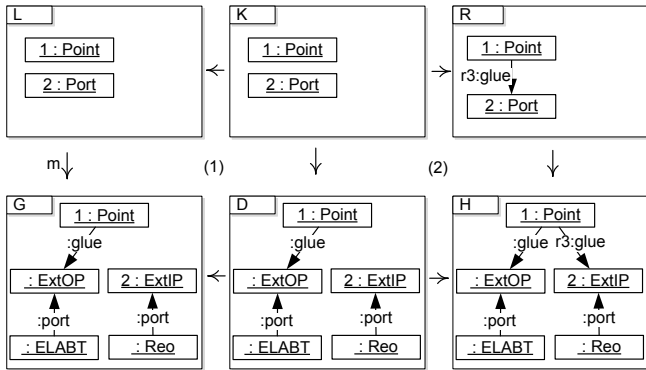 L
1 : Point
2 : Port
K
1 : Point
2 : Port
R
1 : Point
r3:glue
2 : Port
m
(1)
(2)
G
1 : Point
:glue
: ExtOP
2 : ExtIP
:port
:port
: ELABT
: Reo
D
1 : Point
:glue
: ExtOP
2 : ExtIP
:port
:port
: ELABT
: Reo
H
1 : Point
:glue
r3:glue
: ExtOP
2 : ExtIP
:port
:port
: ELABT
: Reo